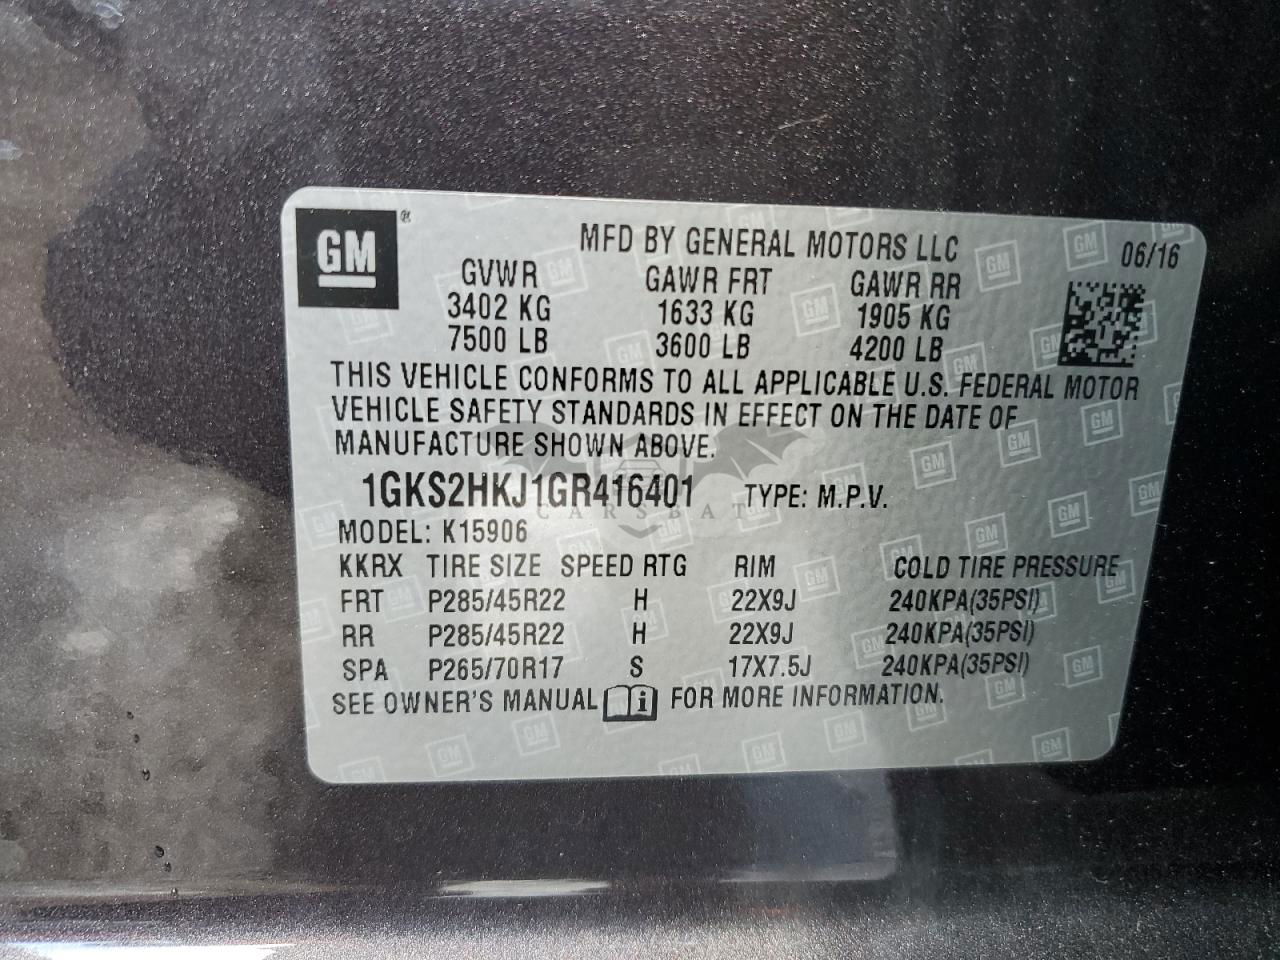 GM®
MFD BY GENERAL MOTORS LLC 06/16
GVWR GAWR FRT GAWR RR
3402 KG 1633 KG 1905 KG
7500 LB 3600 LB 4200 LB
THIS VEHICLE CONFORMS TO ALL APPLICABLE U.S. FEDERAL MOTOR
VEHICLE SAFETY STANDARDS IN EFFECT ON THE DATE OF
MANUFACTURE SHOWN ABOVE.
1GKS2HKJ1GR416401 TYPE: M.P.V.
CARSBAT
MODEL: K15906
KKRX TIRE SIZE SPEED RTG RIM COLD TIRE PRESSURE
FRT P285/45R22 H 22X9J 240KPA(35PSI)
RR P285/45R22 H 22X9J 240KPA(35PSI)
SPA P265/70R17 S 17X7.5J 240KPA(35PSI)
SEE OWNER'S MANUAL i FOR MORE INFORMATION.